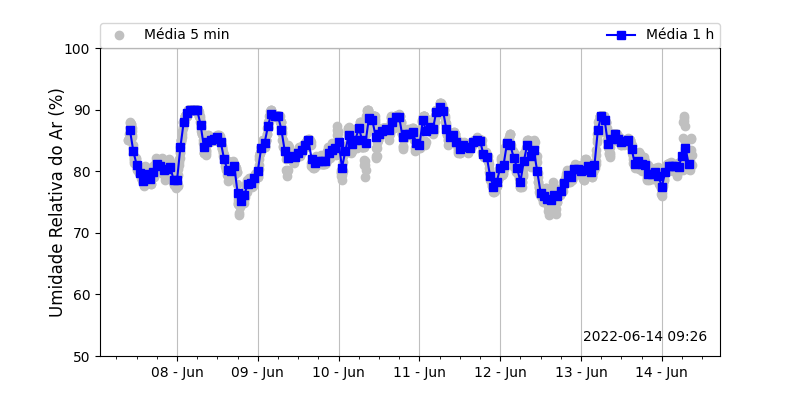 Média 5 min
Média 1 h
Umidade Relativa do Ar (%)
100
90
80
70
60
50
2022-06-14 09:26
08 - Jun
09 - Jun
10 - Jun
11 - Jun
12 - Jun
13 - Jun
14 - Jun